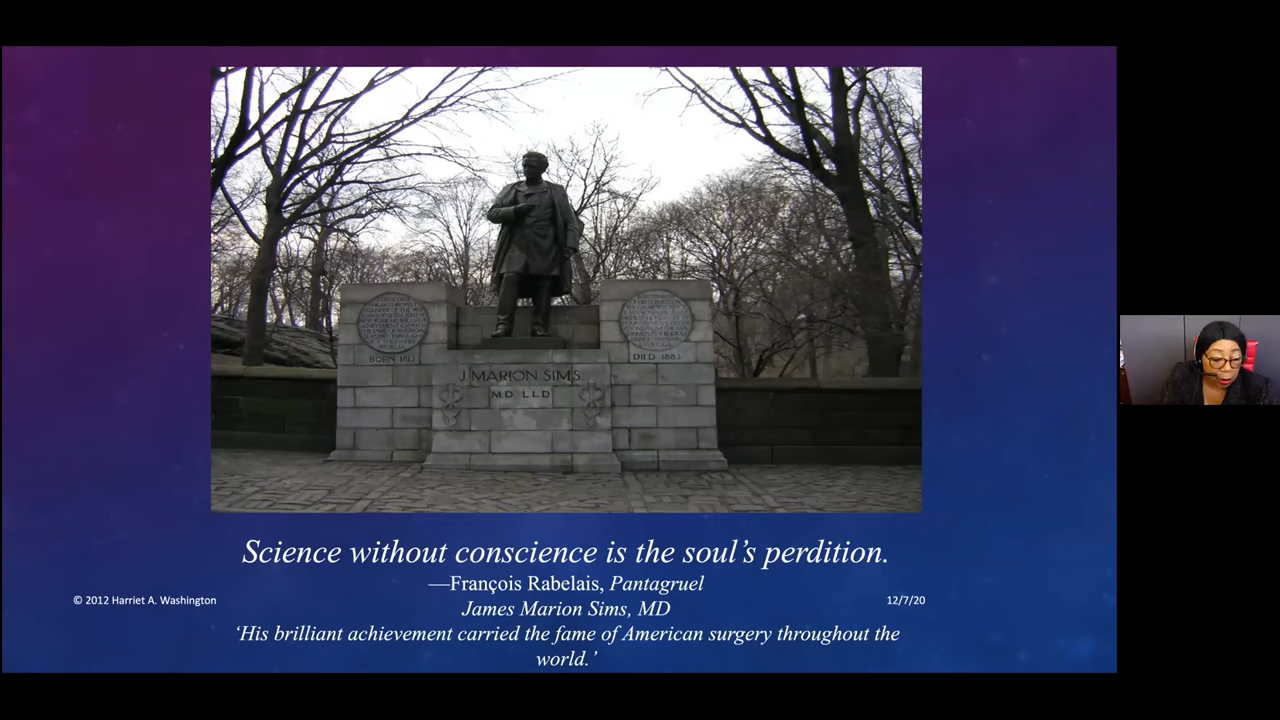 BORN 1813
DIED 1883
J. MARION SIMS
M.D. L.L.D.
Science without conscience is the soul’s perdition.
—François Rabelais, Pantagruel
© 2012 Harriet A. Washington
12/7/20
James Marion Sims, MD
‘His brilliant achievement carried the fame of American surgery throughout the
world.’